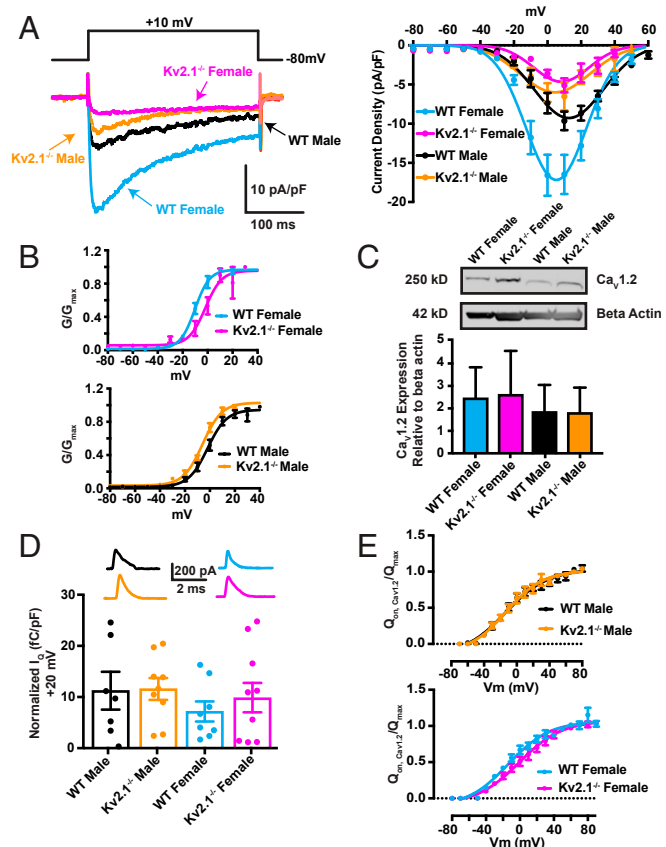 A
+10 mV
-80mV
Kv2.1-/- Female
Kv2.1-/- Male
WT Male
WT Female
10 pA/pF
100 ms
mV
-80 -60 -40 -20 0 20 40 60
0
-5
-10
-15
-20
Current Density (pA/pF)
WT Female
Kv2.1-/- Female
WT Male
Kv2.1-/- Male
B
1.2
0.8
0.4
0.0
G/Gmax
-80 -60 -40 -20 0 20 40
mV
WT Female
Kv2.1-/- Female
1.2
0.8
0.4
0.0
G/Gmax
-80 -60 -40 -20 0 20 40
mV
WT Male
Kv2.1-/- Male
C
WT Female
Kv2.1-/- Female
WT Male
Kv2.1-/- Male
250 kD
CaV1.2
42 kD
Beta Actin
5
4
3
2
1
0
CaV1.2 Expression
Relative to beta actin
WT Female
Kv2.1-/- Female
WT Male
Kv2.1-/- Male
D
200 pA
2 ms
30
20
10
0
Normalized IQ (fC/pF)
+20 mV
WT Male
Kv2.1-/- Male
WT Female
Kv2.1-/- Female
E
1.5
1.0
0.5
0.0
Qon, Cav1.2/Qmax
-80 -40 0 40 80
Vm (mV)
WT Male
Kv2.1-/- Male
1.5
1.0
0.5
0.0
Qon, Cav1.2/Qmax
-80 -40 0 40 80
Vm (mV)
WT Female
Kv2.1-/- Female